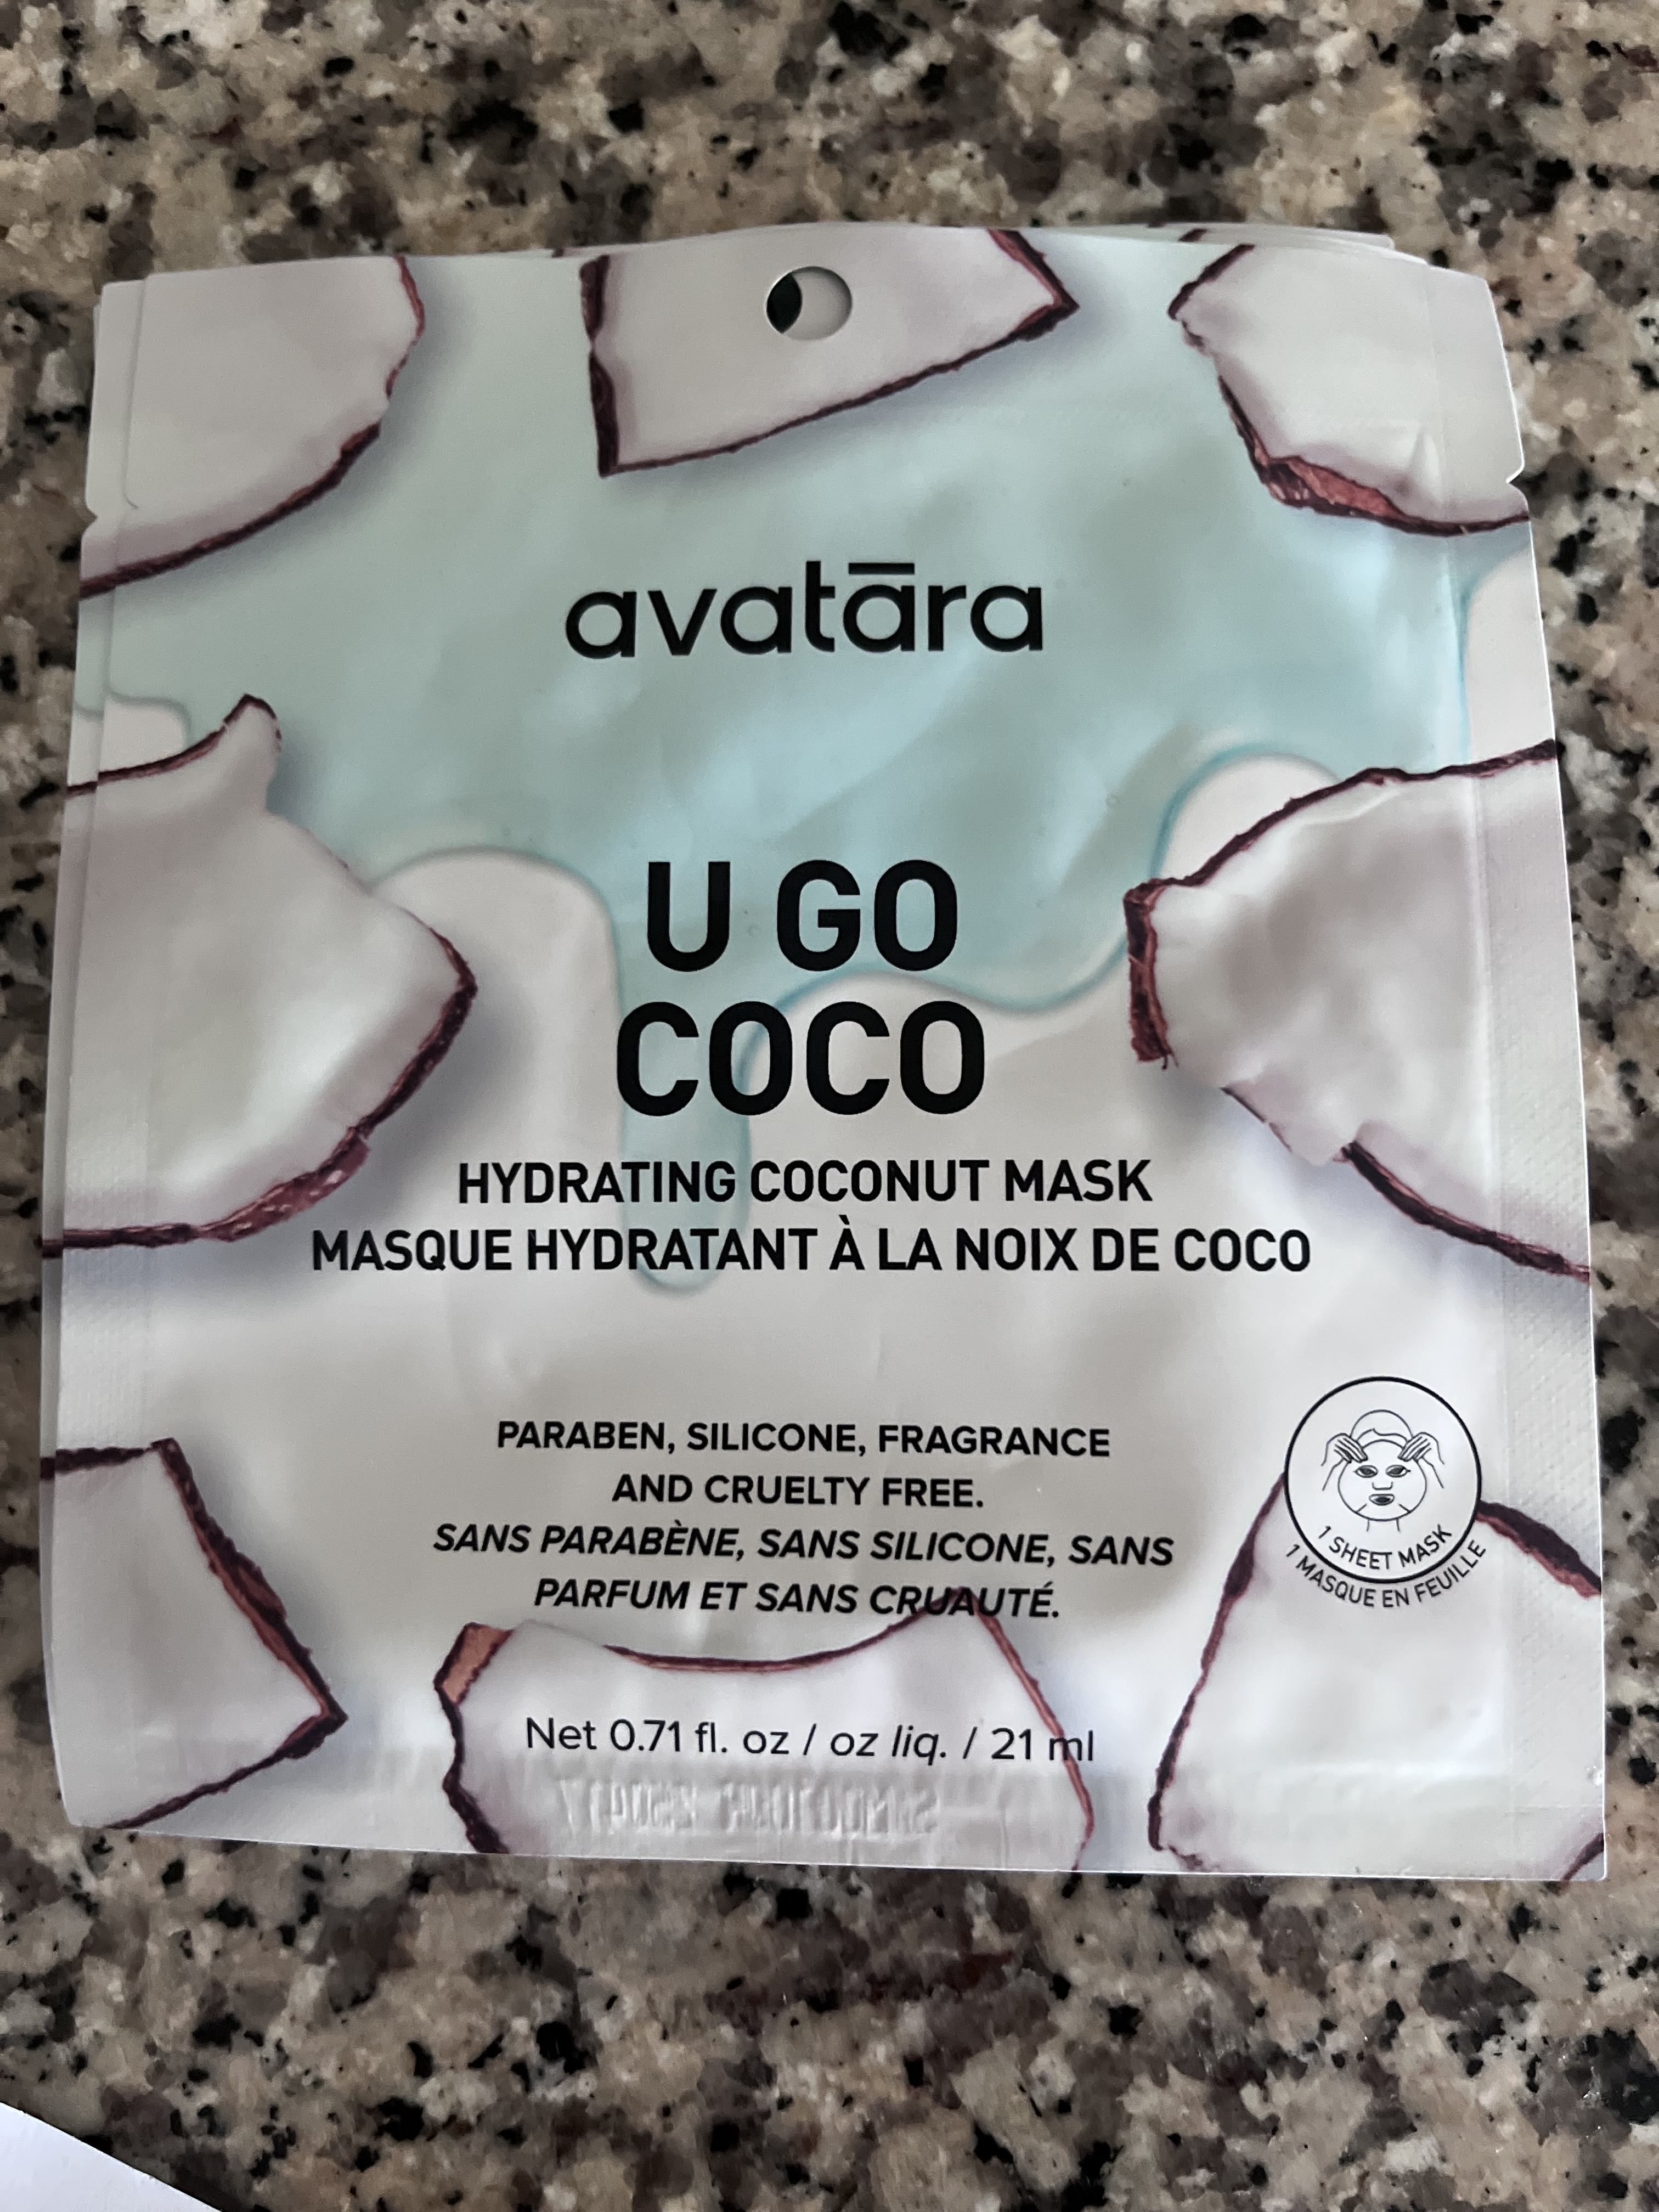 avatāra
U GO
COCO
HYDRATING COCONUT MASK
MASQUE HYDRATANT À LA NOIX DE COCO
PARABEN, SILICONE, FRAGRANCE
AND CRUELTY FREE.
SANS PARABÈNE, SANS SILICONE, SANS
PARFUM ET SANS CRUAUTÉ.
1 SHEET MASK
1 MASQUE EN FEUILLE
Net 0.71 fl. oz / oz liq. / 21 ml